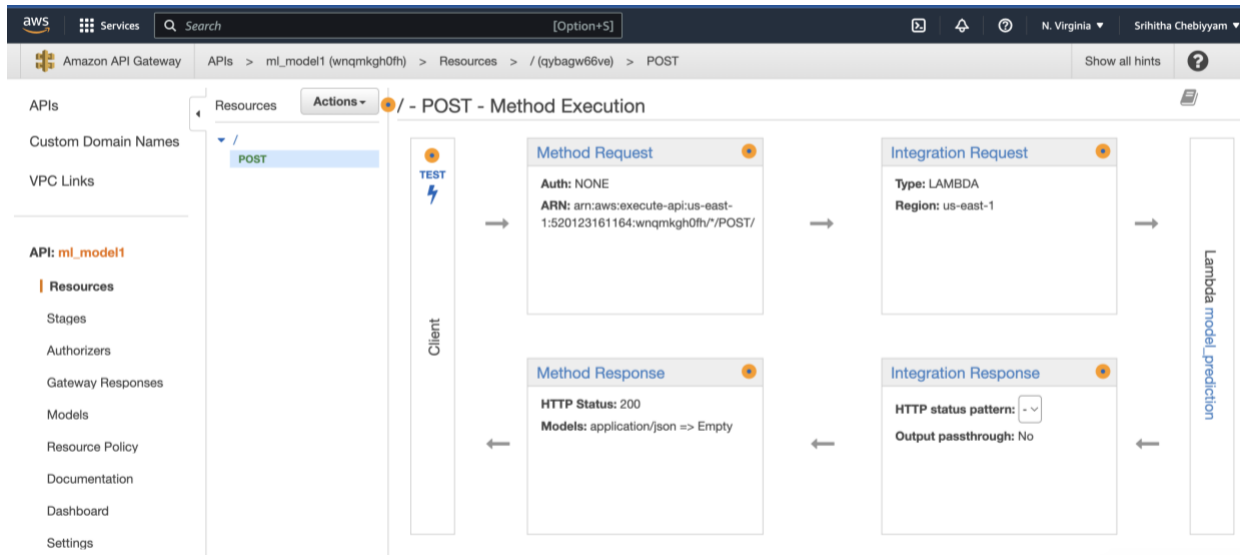 aws
Services
Search
[Option+S]
N. Virginia
Srihitha Chebiyyam
Amazon API Gateway
APIs > ml_model1 (wnqmkgh0fh) > Resources > / (qybagw66ve) > POST
Show all hints
APIs
Custom Domain Names
VPC Links
API: ml_model1
Resources
Stages
Authorizers
Gateway Responses
Models
Resource Policy
Documentation
Dashboard
Settings
Resources
Actions
/
POST
/ - POST - Method Execution
TEST
Client
Method Request
Auth: NONE
ARN: arn:aws:execute-api:us-east-
1:520123161164:wnqmkgh0fh/*/POST/
Integration Request
Type: LAMBDA
Region: us-east-1
Lambda model_prediction
Method Response
HTTP Status: 200
Models: application/json => Empty
Integration Response
HTTP status pattern: -
Output passthrough: No